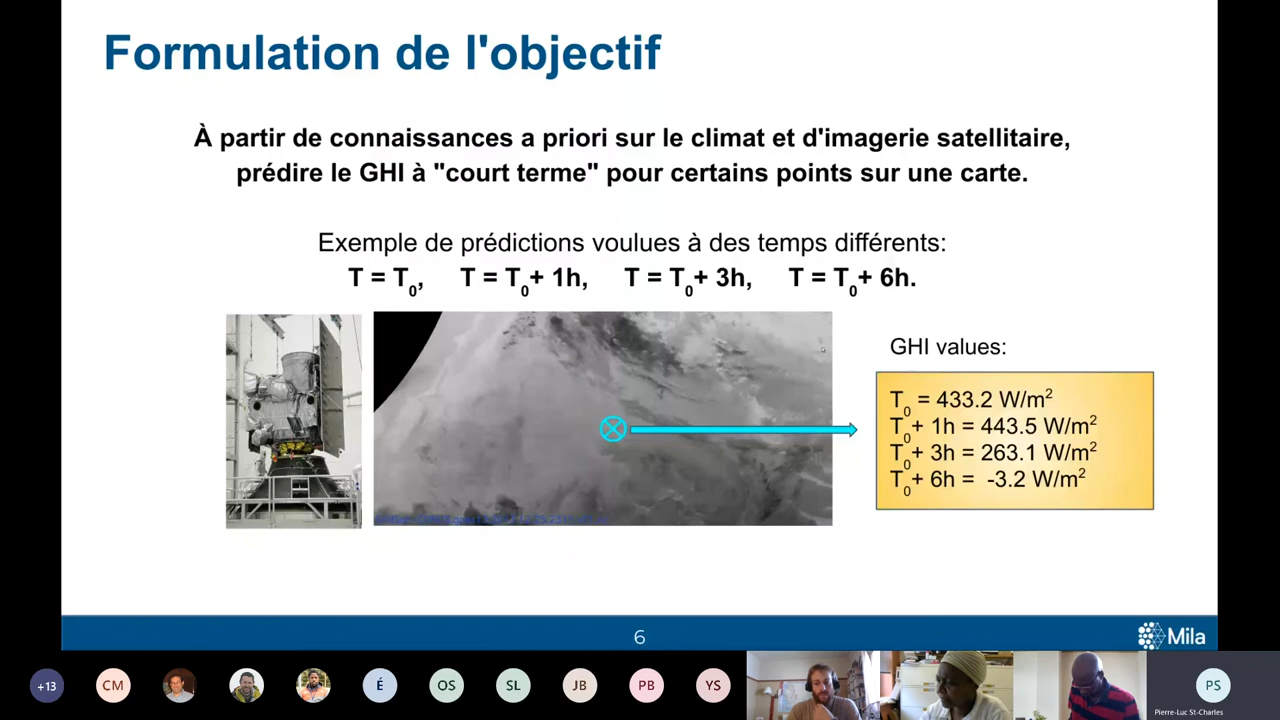 Formulation de l'objectif
À partir de connaissances a priori sur le climat et d'imagerie satellitaire,
prédire le GHI à "court terme" pour certains points sur une carte.
Exemple de prédictions voulues à des temps différents:
T = T0, T = T0+ 1h, T = T0+ 3h, T = T0+ 6h.
GHI values:
T0 = 433.2 W/m²
T0+ 1h = 443.5 W/m²
T0+ 3h = 263.1 W/m²
T0+ 6h = -3.2 W/m²
6
Mila
+13
CM
É
OS
SL
JB
PB
YS
PS
Pierre-Luc St-Charles